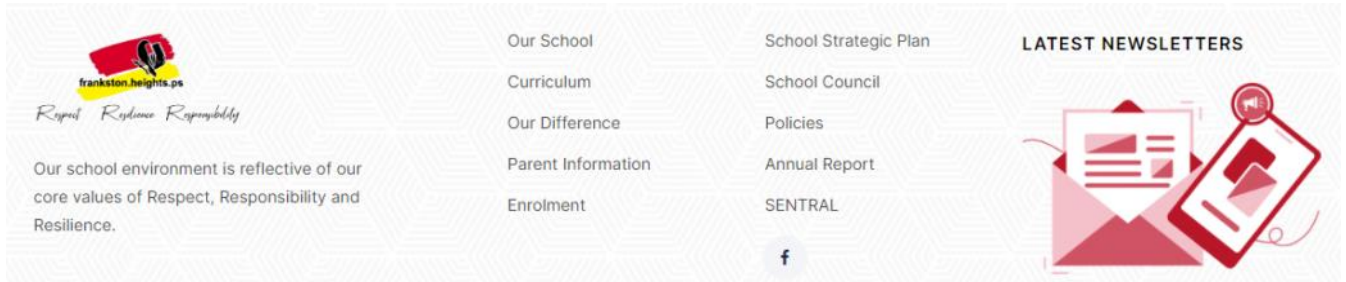 frankston.heights.ps
Respect Resilience Responsibility
Our school environment is reflective of our
core values of Respect, Responsibility and
Resilience.
Our School
Curriculum
Our Difference
Parent Information
Enrolment
School Strategic Plan
School Council
Policies
Annual Report
SENTRAL
f
LATEST NEWSLETTERS